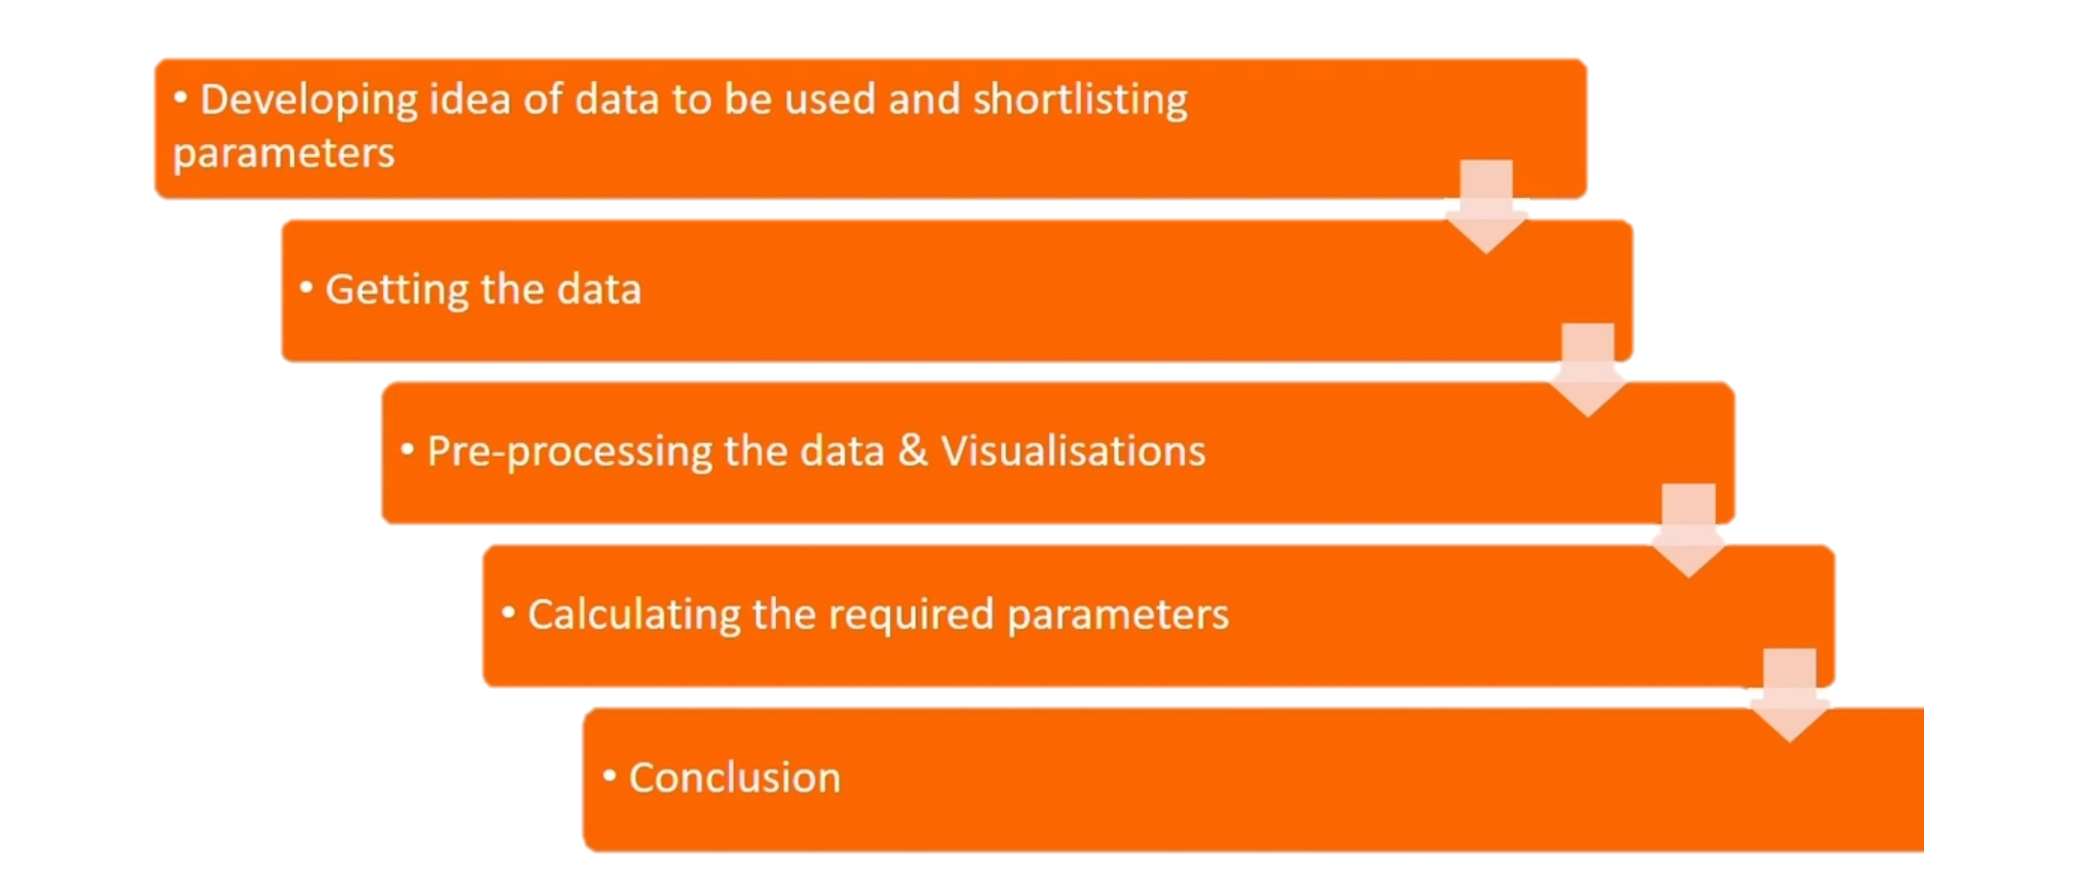 • Developing idea of data to be used and shortlisting
parameters
• Getting the data
• Pre-processing the data & Visualisations
• Calculating the required parameters
• Conclusion